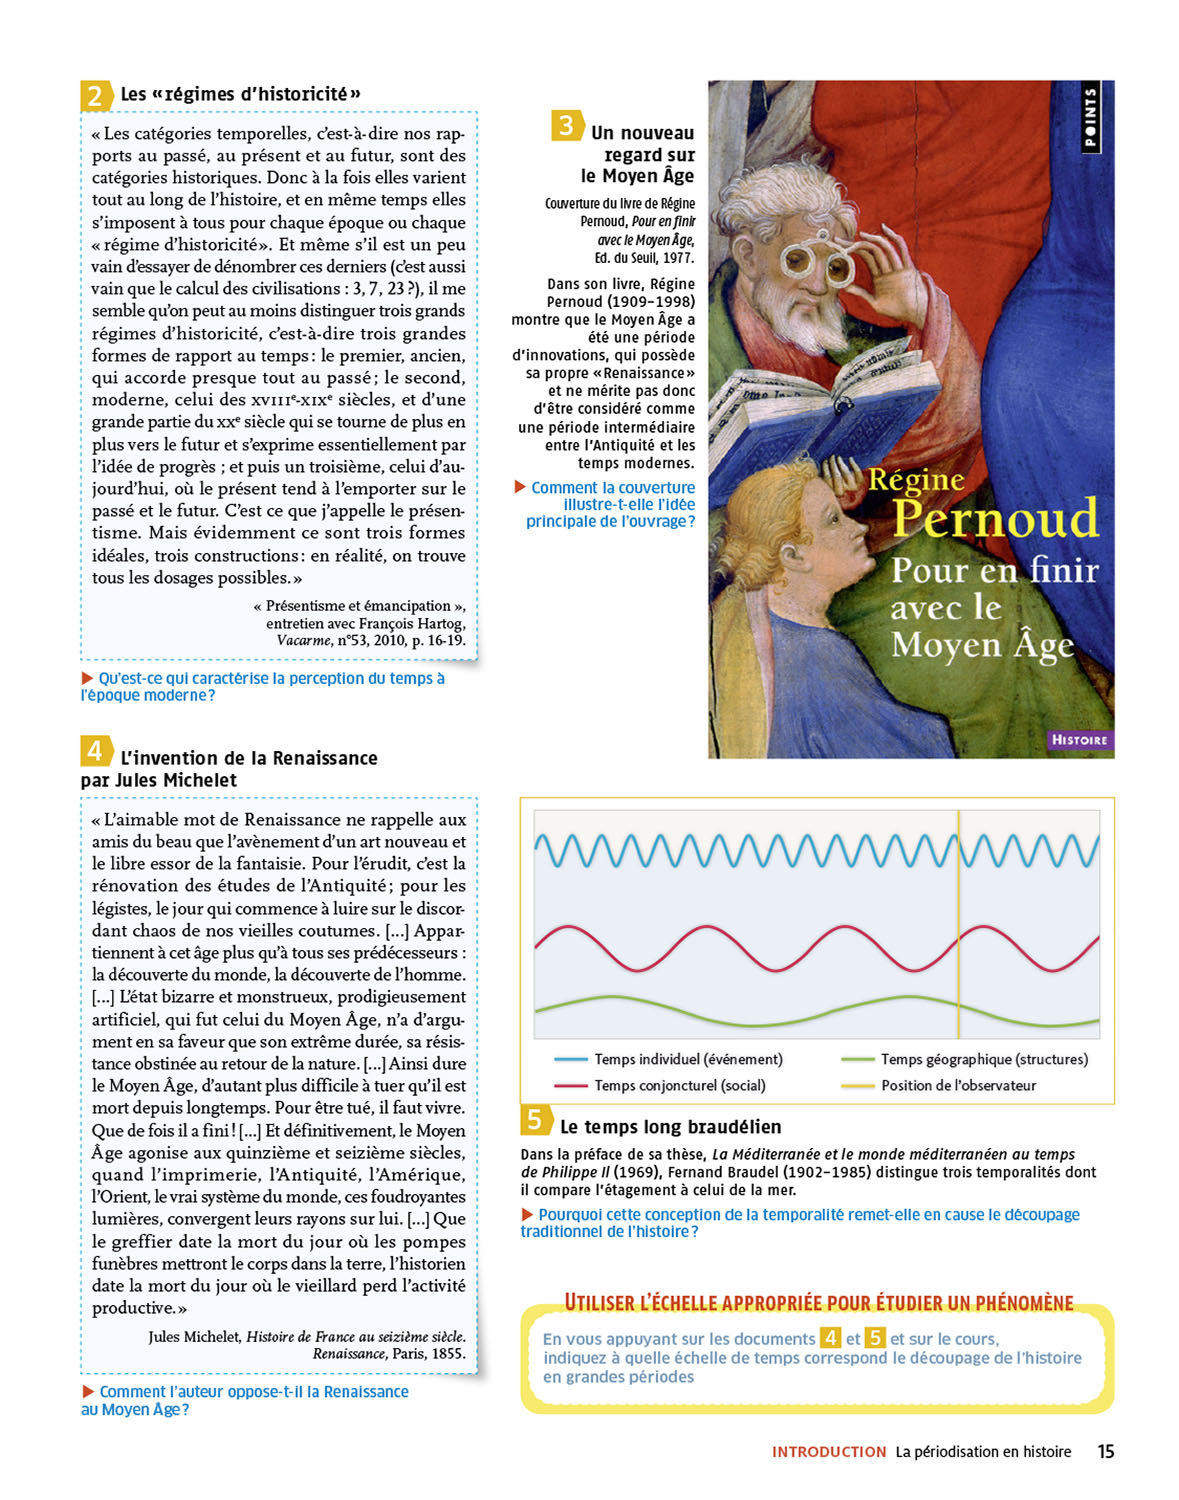 2 Les « régimes d'historicité »
« Les catégories temporelles, c'est-à-dire nos rap-
ports au passé, au présent et au futur, sont des
catégories historiques. Donc à la fois elles varient
tout au long de l'histoire, et en même temps elles
s'imposent à tous pour chaque époque ou chaque
« régime d'historicité ». Et même s'il est un peu
vain d'essayer de dénombrer ces derniers (c'est aussi
vain que le calcul des civilisations : 3, 7, 23 ?), il me
semble qu'on peut au moins distinguer trois grands
régimes d'historicité, c'est-à-dire trois grandes
formes de rapport au temps : le premier, ancien,
qui accorde presque tout au passé ; le second,
moderne, celui des XVIIIe-XIXe siècles, et d'une
grande partie du XXe siècle qui se tourne de plus en
plus vers le futur et s'exprime essentiellement par
l'idée de progrès ; et puis un troisième, celui d'au-
jourd'hui, où le présent tend à l'emporter sur le
passé et le futur. C'est ce que j'appelle le présen-
tisme. Mais évidemment ce sont trois formes
idéales, trois constructions : en réalité, on trouve
tous les dosages possibles. »
« Présentisme et émancipation »,
entretien avec François Hartog,
Vacarme, n°53, 2010, p. 16-19.
▶ Qu'est-ce qui caractérise la perception du temps à
l'époque moderne ?
3 Un nouveau
regard sur
le Moyen Âge
Couverture du livre de Régine
Pernoud, Pour en finir
avec le Moyen Âge,
Ed. du Seuil, 1977.
Dans son livre, Régine
Pernoud (1909–1998)
montre que le Moyen Âge a
été une période
d'innovations, qui possède
sa propre « Renaissance »
et ne mérite pas donc
d'être considéré comme
une période intermédiaire
entre l'Antiquité et les
temps modernes.
▶ Comment la couverture
illustre-t-elle l'idée
principale de l'ouvrage ?
POINTS
Régine
Pernoud
Pour en finir
avec le
Moyen Âge
HISTOIRE
4 L'invention de la Renaissance
par Jules Michelet
« L'aimable mot de Renaissance ne rappelle aux
amis du beau que l'avènement d'un art nouveau et
le libre essor de la fantaisie. Pour l'érudit, c'est la
rénovation des études de l'Antiquité ; pour les
légistes, le jour qui commence à luire sur le discor-
dant chaos de nos vieilles coutumes. [...] Appar-
tiennent à cet âge plus qu'à tous ses prédécesseurs :
la découverte du monde, la découverte de l'homme.
[...] L'état bizarre et monstrueux, prodigieusement
artificiel, qui fut celui du Moyen Âge, n'a d'argu-
ment en sa faveur que son extrême durée, sa résis-
tance obstinée au retour de la nature. [...] Ainsi dure
le Moyen Âge, d'autant plus difficile à tuer qu'il est
mort depuis longtemps. Pour être tué, il faut vivre.
Que de fois il a fini ! [...] Et définitivement, le Moyen
Âge agonise aux quinzième et seizième siècles,
quand l'imprimerie, l'Antiquité, l'Amérique,
l'Orient, le vrai système du monde, ces foudroyantes
lumières, convergent leurs rayons sur lui. [...] Que
le greffier date la mort du jour où les pompes
funèbres mettront le corps dans la terre, l'historien
date la mort du jour où le vieillard perd l'activité
productive. »
Jules Michelet, Histoire de France au seizième siècle.
Renaissance, Paris, 1855.
▶ Comment l'auteur oppose-t-il la Renaissance
au Moyen Âge ?
Temps individuel (événement)
Temps géographique (structures)
Temps conjoncturel (social)
Position de l'observateur
5 Le temps long braudélien
Dans la préface de sa thèse, La Méditerranée et le monde méditerranéen au temps
de Philippe II (1969), Fernand Braudel (1902–1985) distingue trois temporalités dont
il compare l'étagement à celui de la mer.
▶ Pourquoi cette conception de la temporalité remet-elle en cause le découpage
traditionnel de l'histoire ?
UTILISER L'ÉCHELLE APPROPRIÉE POUR ÉTUDIER UN PHÉNOMÈNE
En vous appuyant sur les documents 4 et 5 et sur le cours,
indiquez à quelle échelle de temps correspond le découpage de l'histoire
en grandes périodes
INTRODUCTION La périodisation en histoire 15